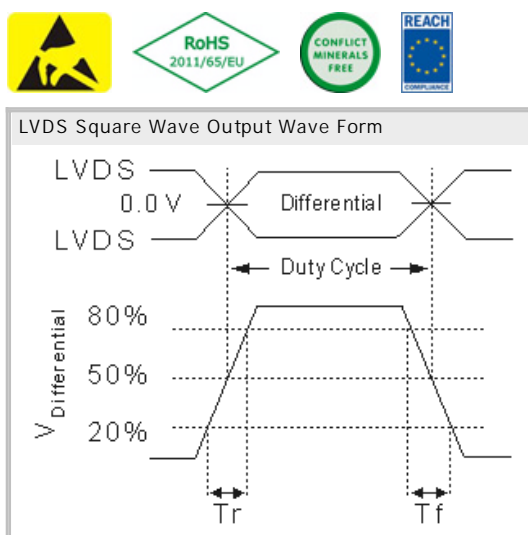 RoHS
2011/65/EU
CONFLICT
MINERALS
FREE
REACH
COMPLIANCE
LVDS Square Wave Output Wave Form
LVDS
0.0 V
Differential
LVDS
Duty Cycle
80%
50%
20%
V Differential
Tr
Tf